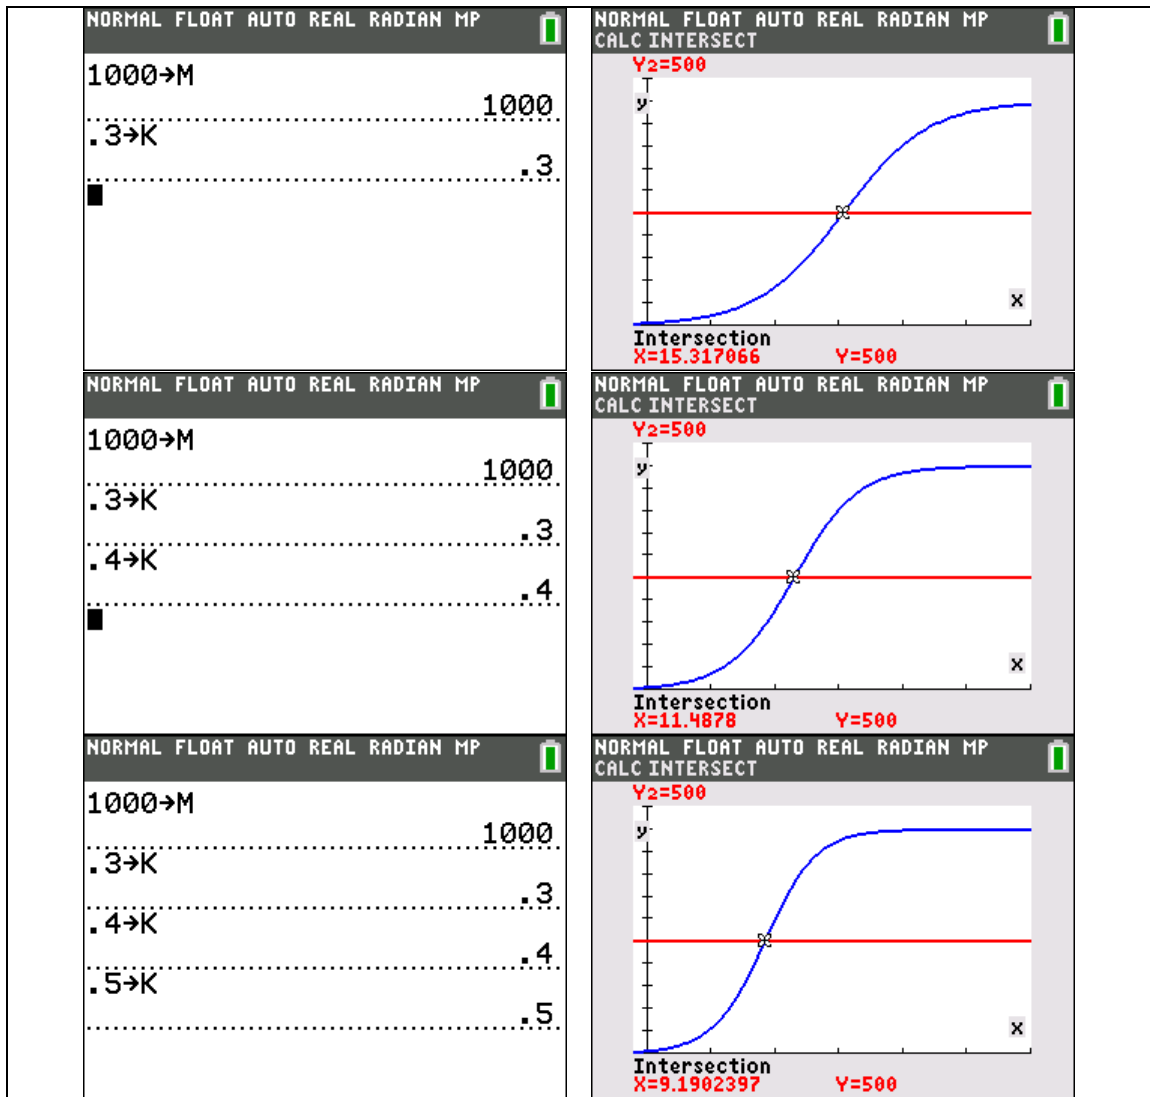 NORMAL FLOAT AUTO REAL RADIAN MP
1000→M
1000
.3→K
.3
NORMAL FLOAT AUTO REAL RADIAN MP
CALC INTERSECT
Y2=500
y
x
Intersection
X=15.317066 Y=500
NORMAL FLOAT AUTO REAL RADIAN MP
1000→M
1000
.3→K
.3
.4→K
.4
NORMAL FLOAT AUTO REAL RADIAN MP
CALC INTERSECT
Y2=500
y
x
Intersection
X=11.4878 Y=500
NORMAL FLOAT AUTO REAL RADIAN MP
1000→M
1000
.3→K
.3
.4→K
.4
.5→K
.5
NORMAL FLOAT AUTO REAL RADIAN MP
CALC INTERSECT
Y2=500
y
x
Intersection
X=9.1902397 Y=500